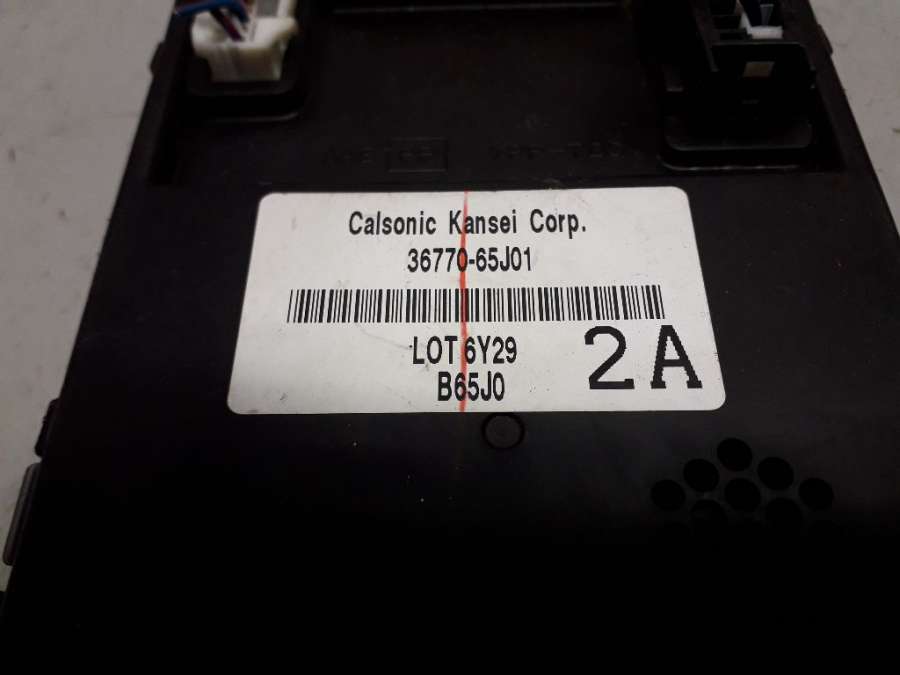 Calsonic Kansei Corp.
36770-65J01
LOT 6Y29
B65J0
2A